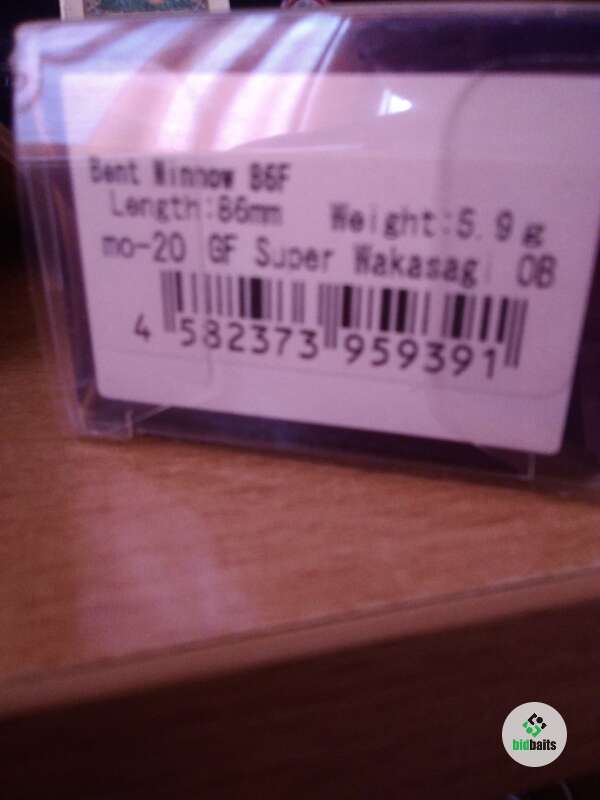 Bent Minnow 86F
Length:86mm Weight:5.9g
mo-20 GF Super Wakasagi OB
4 582373 959391
bidbaits